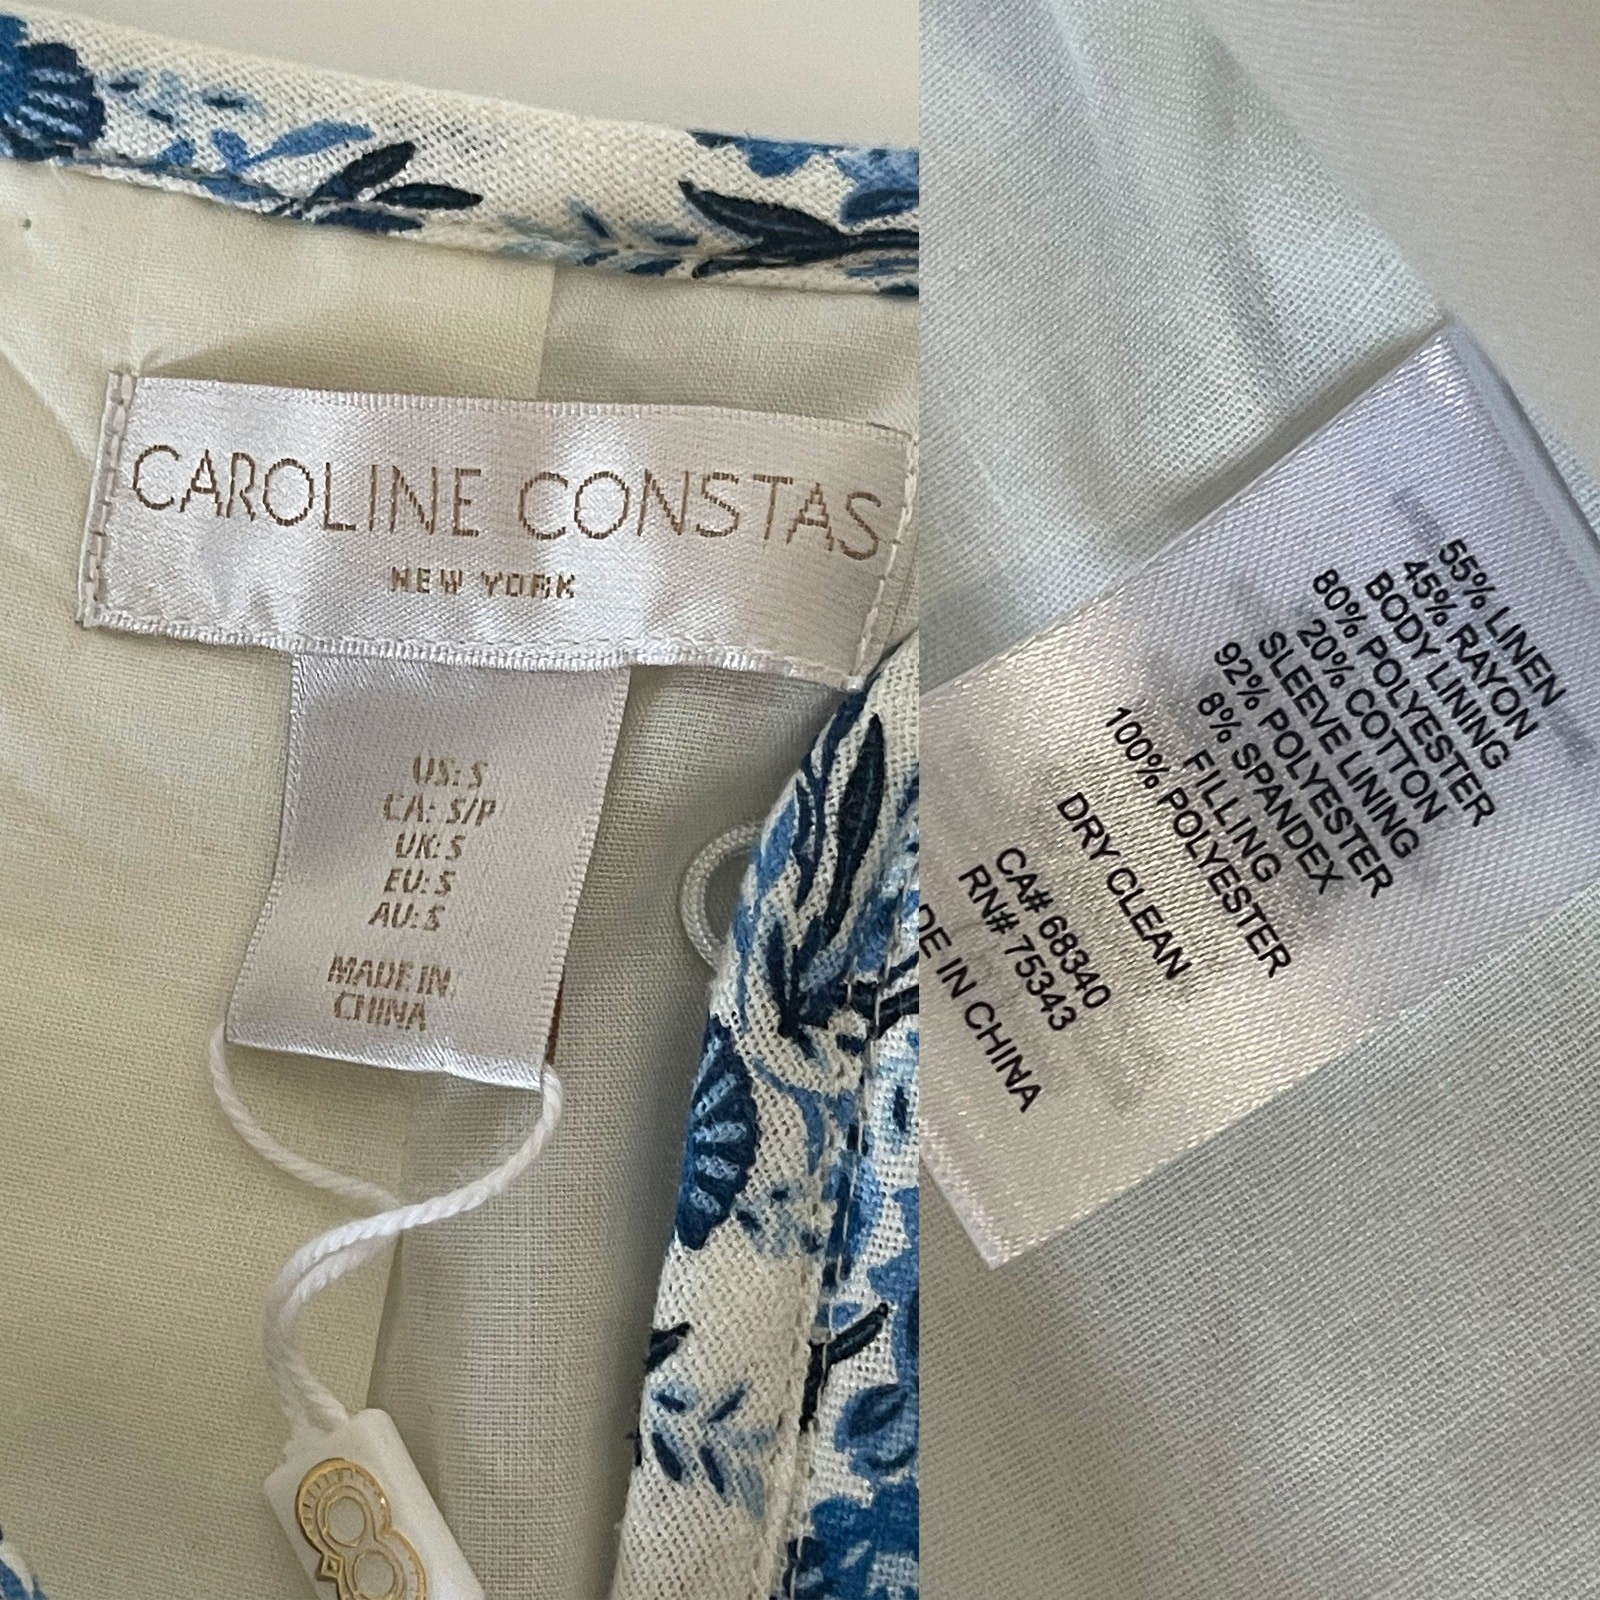 CAROLINE CONSTAS
NEW YORK
US: S
CA: S/P
UK: S
EU: S
AU: S
MADE IN
CHINA
55% LINEN
45% RAYON
BODY LINING
80% POLYESTER
20% COTTON
SLEEVE LINING
92% POLYESTER
8% SPANDEX
FILLING
100% POLYESTER
DRY CLEAN
CA# 68340
RN# 75343
DE IN CHINA